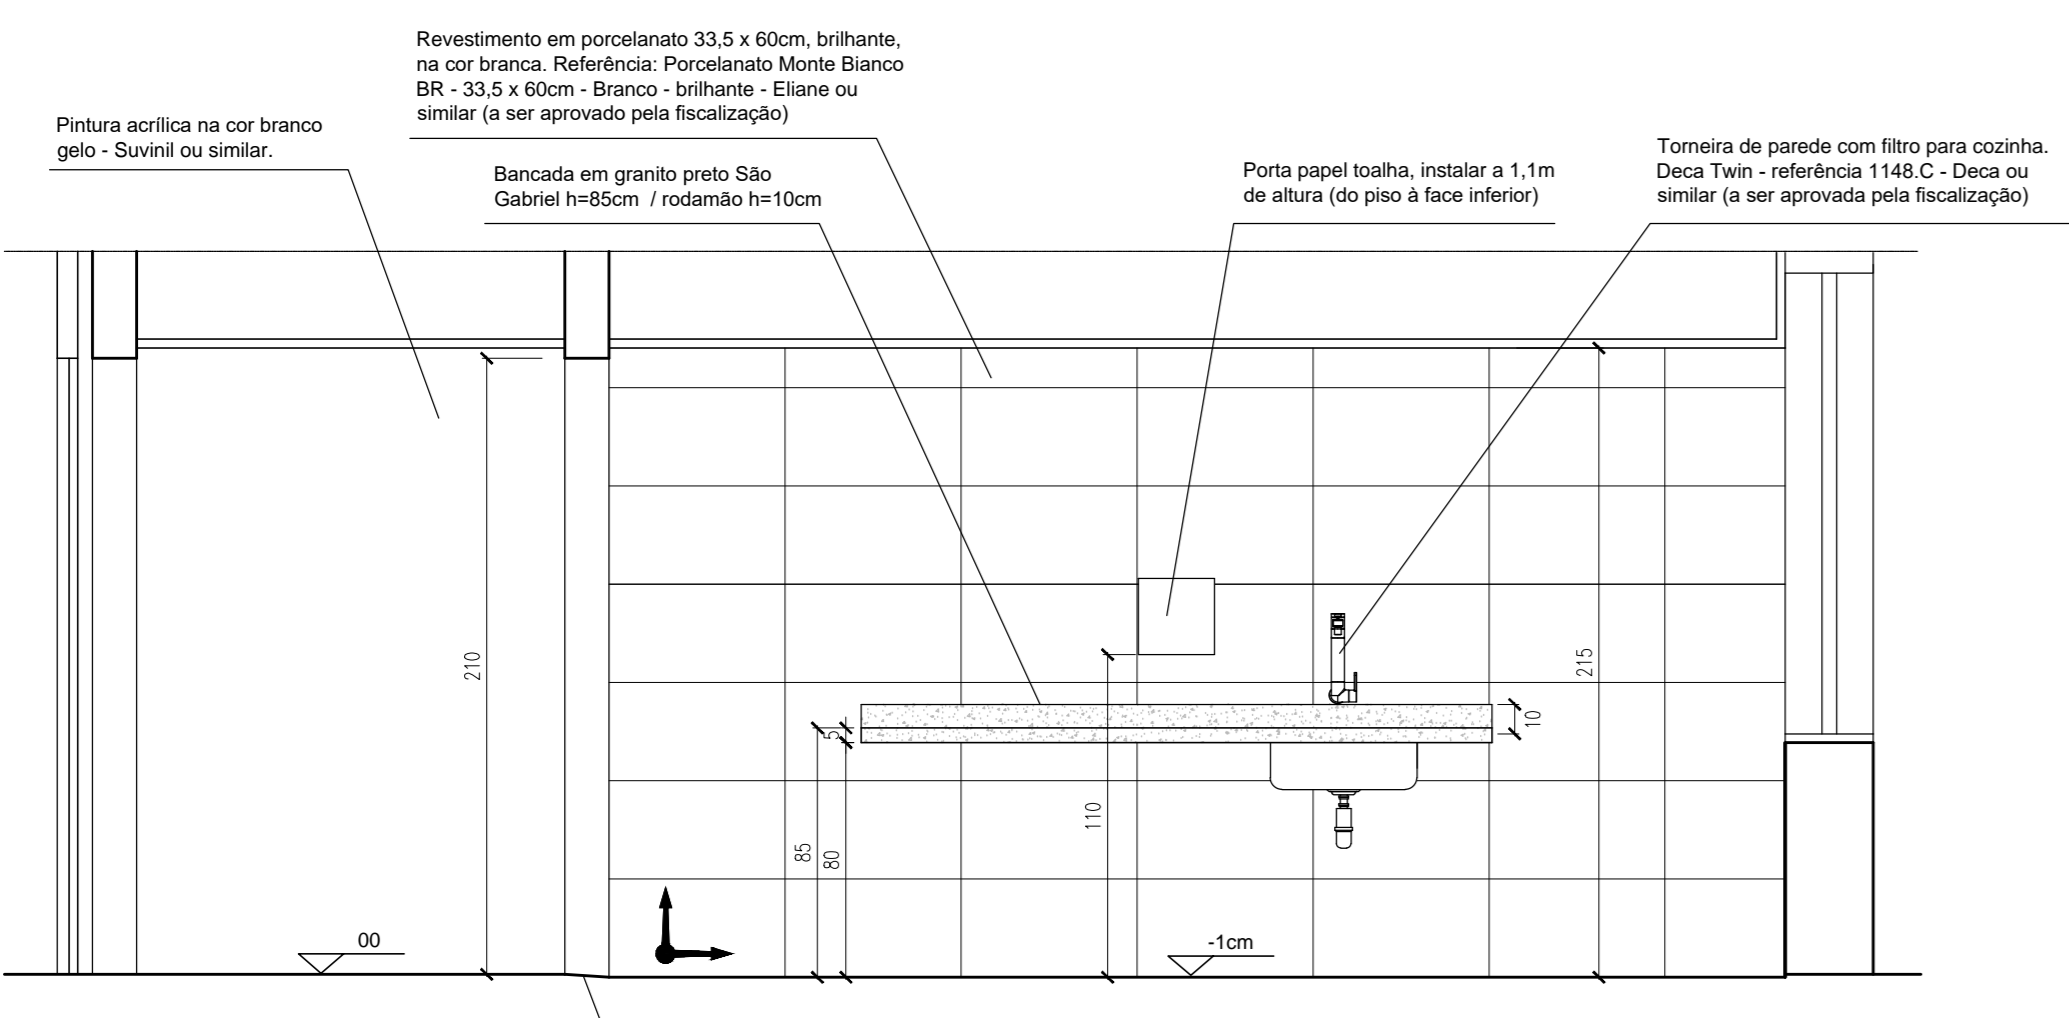 Revestimento em porcelanato 33,5 x 60cm, brilhante,
na cor branca. Referência: Porcelanato Monte Bianco
BR - 33,5 x 60cm - Branco - brilhante - Eliane ou
similar (a ser aprovado pela fiscalização)
Pintura acrílica na cor branco
gelo - Suvinil ou similar.
Bancada em granito preto São
Gabriel h=85cm / rodamão h=10cm
Porta papel toalha, instalar a 1,1m
de altura (do piso à face inferior)
Torneira de parede com filtro para cozinha.
Deca Twin - referência 1148.C - Deca ou
similar (a ser aprovada pela fiscalização)
210
215
10
5
110
85
80
00
-1cm